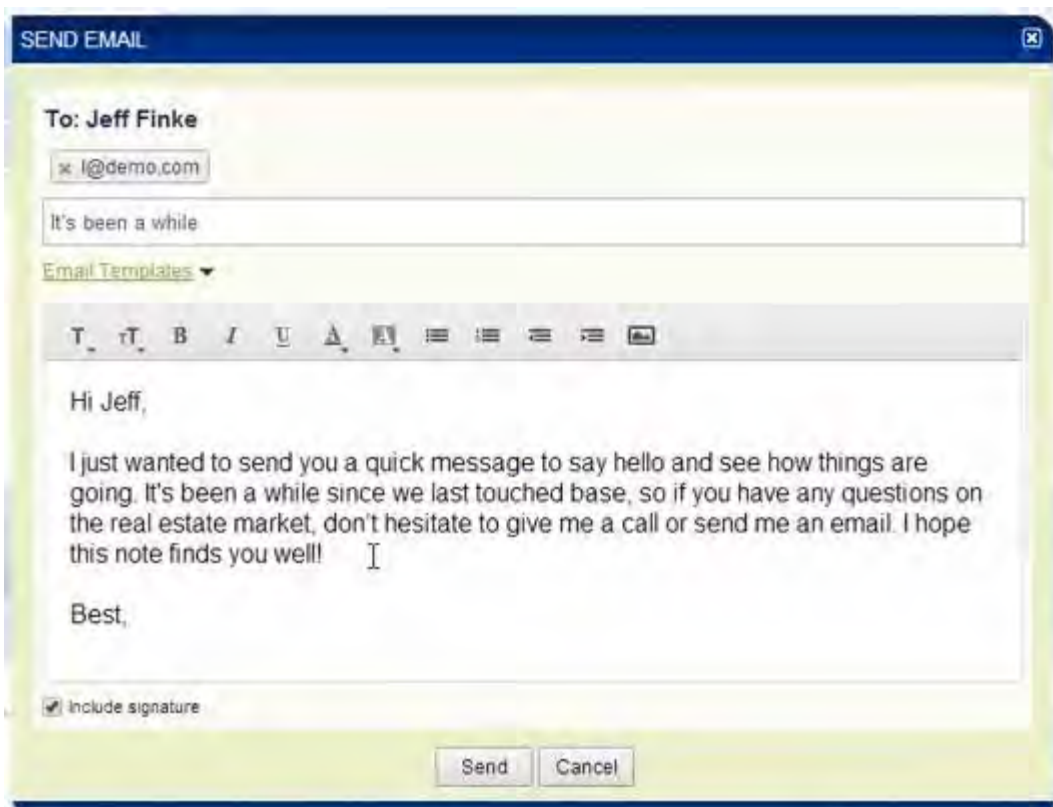 SEND EMAIL
To: Jeff Finke
l@demo.com
It's been a while
Email Templates
T TT B I U A A
Hi Jeff,
I just wanted to send you a quick message to say hello and see how things are
going. It's been a while since we last touched base, so if you have any questions on
the real estate market, don't hesitate to give me a call or send me an email. I hope
this note finds you well!
Best,
Include signature
Send Cancel